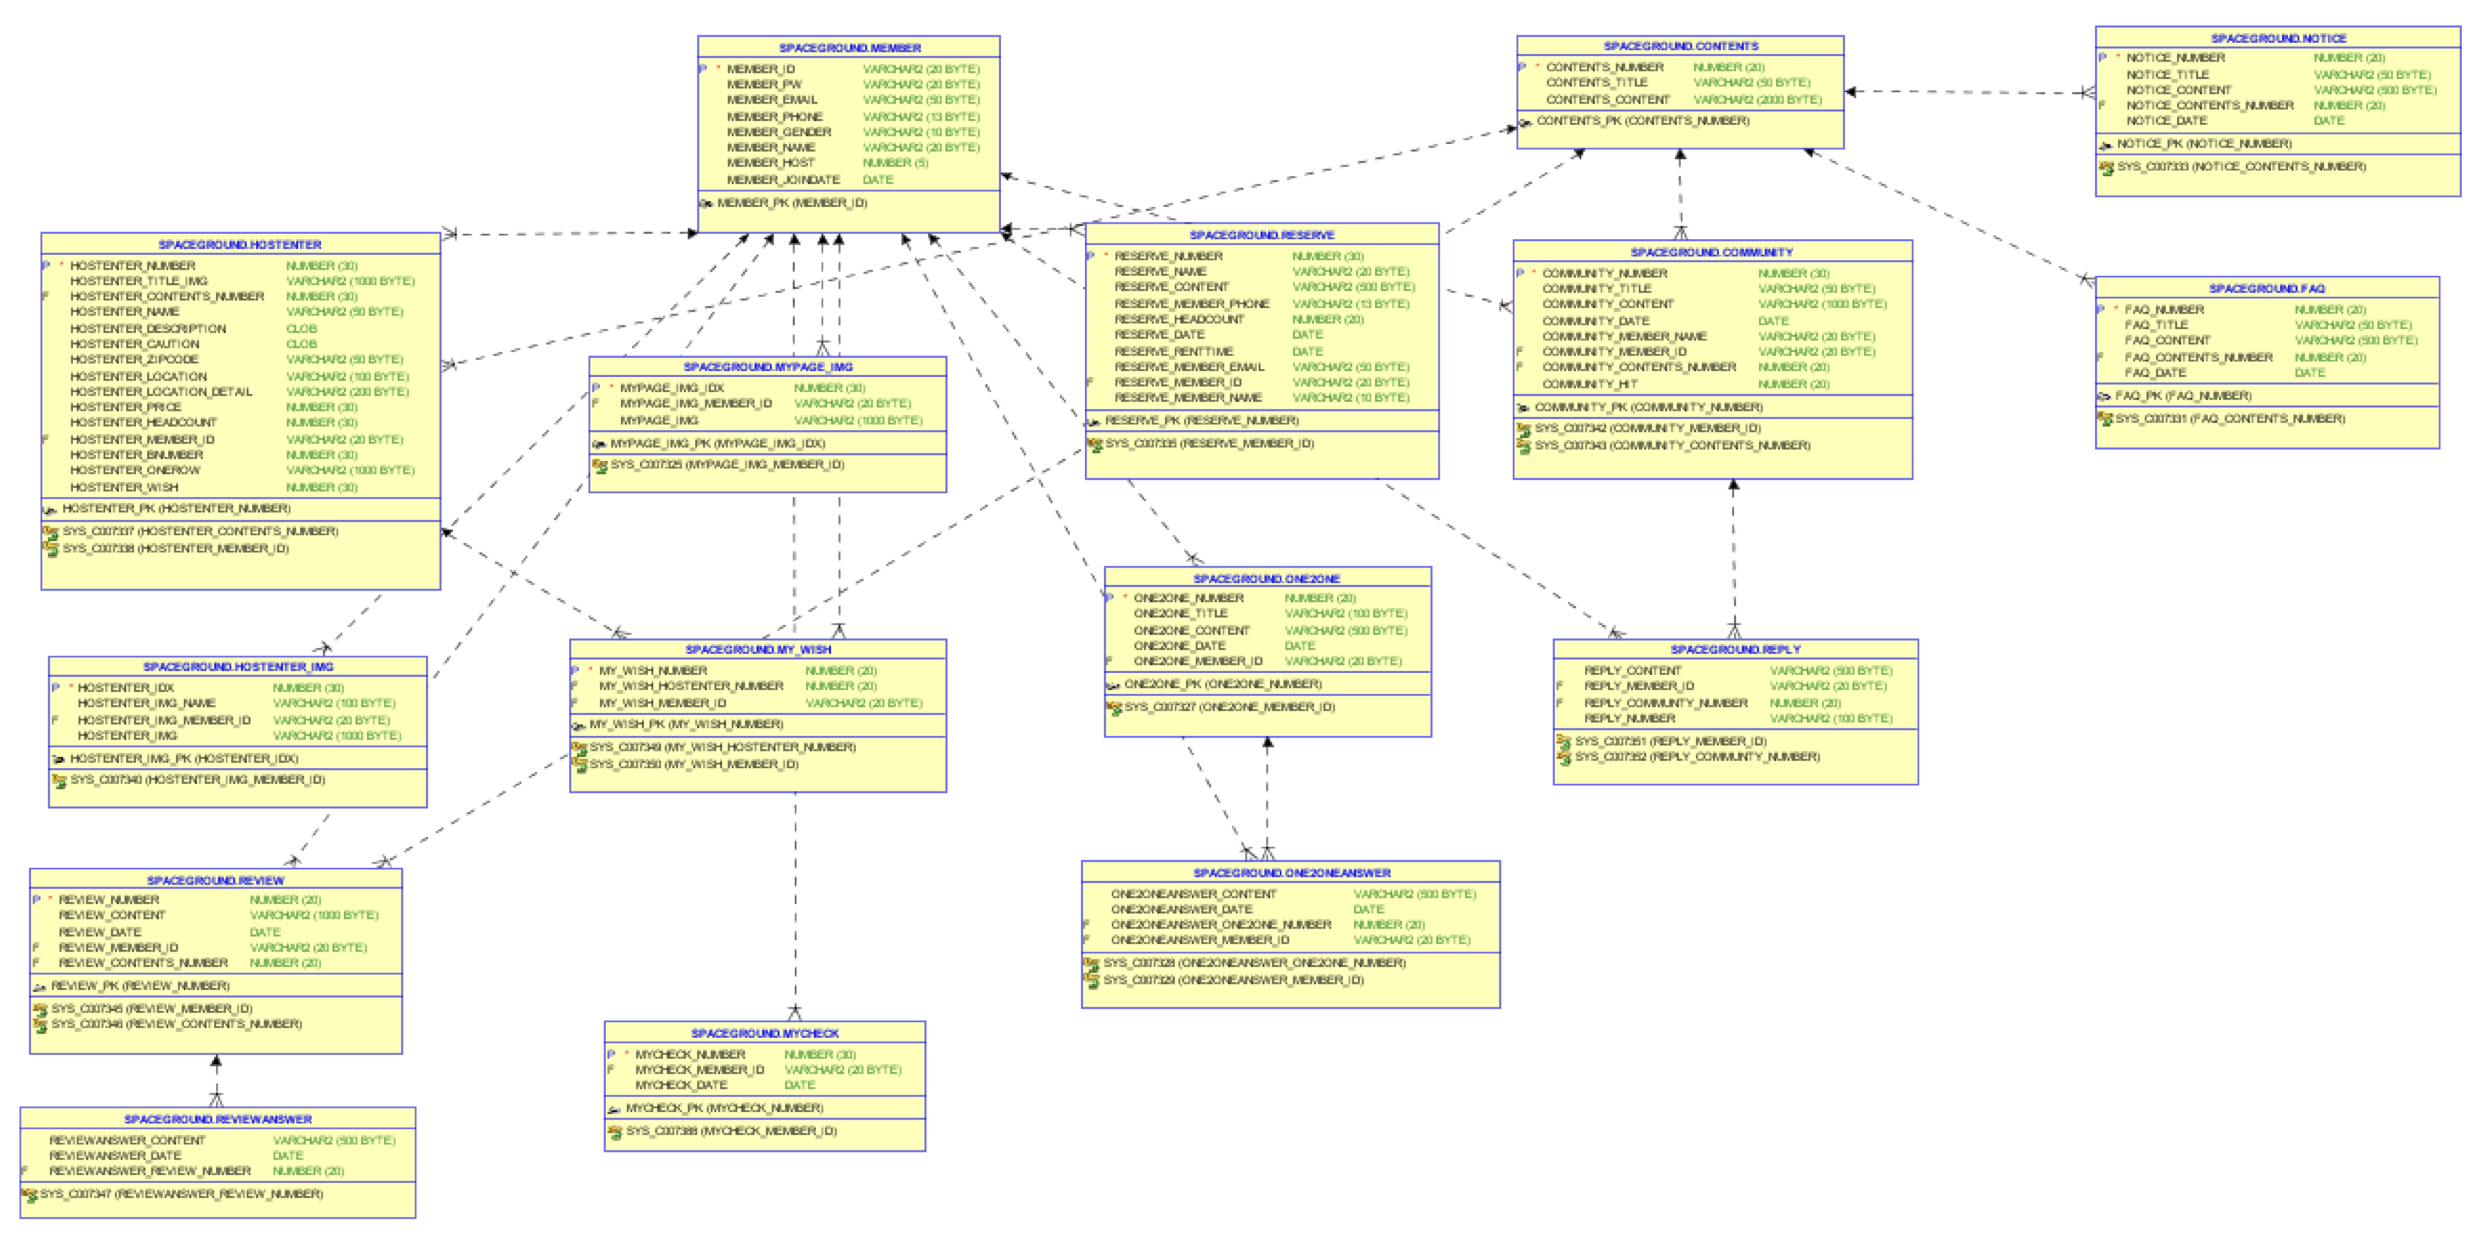 SPACEGROUND.MEMBER
P * MEMBER_ID VARCHAR2 (20 BYTE)
MEMBER_PW VARCHAR2 (20 BYTE)
MEMBER_EMAIL VARCHAR2 (50 BYTE)
MEMBER_PHONE VARCHAR2 (13 BYTE)
MEMBER_GENDER VARCHAR2 (10 BYTE)
MEMBER_NAME VARCHAR2 (20 BYTE)
MEMBER_HOST NUMBER (5)
MEMBER_JOINDATE DATE
MEMBER_PK (MEMBER_ID)
SPACEGROUND.CONTENTS
P * CONTENTS_NUMBER NUMBER (20)
CONTENTS_TITLE VARCHAR2 (50 BYTE)
CONTENTS_CONTENT VARCHAR2 (2000 BYTE)
CONTENTS_PK (CONTENTS_NUMBER)
SPACEGROUND.NOTICE
P * NOTICE_NUMBER NUMBER (20)
NOTICE_TITLE VARCHAR2 (50 BYTE)
NOTICE_CONTENT VARCHAR2 (500 BYTE)
F NOTICE_CONTENTS_NUMBER NUMBER (20)
NOTICE_DATE DATE
NOTICE_PK (NOTICE_NUMBER)
SYS_C007333 (NOTICE_CONTENTS_NUMBER)
SPACEGROUND.HOSTENTER
P * HOSTENTER_NUMBER NUMBER (30)
HOSTENTER_TITLE_IMG VARCHAR2 (1000 BYTE)
F HOSTENTER_CONTENTS_NUMBER NUMBER (30)
HOSTENTER_NAME VARCHAR2 (50 BYTE)
HOSTENTER_DESCRIPTION CLOB
HOSTENTER_CAUTION CLOB
HOSTENTER_ZIPCODE VARCHAR2 (50 BYTE)
HOSTENTER_LOCATION VARCHAR2 (100 BYTE)
HOSTENTER_LOCATION_DETAIL VARCHAR2 (200 BYTE)
HOSTENTER_PRICE NUMBER (30)
HOSTENTER_HEADCOUNT NUMBER (30)
F HOSTENTER_MEMBER_ID VARCHAR2 (20 BYTE)
HOSTENTER_BNUMBER NUMBER (30)
HOSTENTER_ONEROW VARCHAR2 (1000 BYTE)
HOSTENTER_WISH NUMBER (30)
HOSTENTER_PK (HOSTENTER_NUMBER)
SYS_C007337 (HOSTENTER_CONTENTS_NUMBER)
SYS_C007338 (HOSTENTER_MEMBER_ID)
SPACEGROUND.RESERVE
P * RESERVE_NUMBER NUMBER (30)
RESERVE_NAME VARCHAR2 (20 BYTE)
RESERVE_CONTENT VARCHAR2 (500 BYTE)
RESERVE_MEMBER_PHONE VARCHAR2 (13 BYTE)
RESERVE_HEADCOUNT NUMBER (20)
RESERVE_DATE DATE
RESERVE_RENTTIME DATE
RESERVE_MEMBER_EMAIL VARCHAR2 (50 BYTE)
F RESERVE_MEMBER_ID VARCHAR2 (20 BYTE)
RESERVE_MEMBER_NAME VARCHAR2 (10 BYTE)
RESERVE_PK (RESERVE_NUMBER)
SYS_C007335 (RESERVE_MEMBER_ID)
SPACEGROUND.COMMUNITY
P * COMMUNITY_NUMBER NUMBER (30)
COMMUNITY_TITLE VARCHAR2 (50 BYTE)
COMMUNITY_CONTENT VARCHAR2 (1000 BYTE)
COMMUNITY_DATE DATE
COMMUNITY_MEMBER_NAME VARCHAR2 (20 BYTE)
F COMMUNITY_MEMBER_ID VARCHAR2 (20 BYTE)
F COMMUNITY_CONTENTS_NUMBER NUMBER (20)
COMMUNITY_HIT NUMBER (20)
COMMUNITY_PK (COMMUNITY_NUMBER)
SYS_C007342 (COMMUNITY_MEMBER_ID)
SYS_C007343 (COMMUNITY_CONTENTS_NUMBER)
SPACEGROUND.FAQ
P * FAQ_NUMBER NUMBER (20)
FAQ_TITLE VARCHAR2 (50 BYTE)
FAQ_CONTENT VARCHAR2 (500 BYTE)
F FAQ_CONTENTS_NUMBER NUMBER (20)
FAQ_DATE DATE
FAQ_PK (FAQ_NUMBER)
SYS_C007331 (FAQ_CONTENTS_NUMBER)
SPACEGROUND.MYPAGE_IMG
P * MYPAGE_IMG_IDX NUMBER (30)
F MYPAGE_IMG_MEMBER_ID VARCHAR2 (20 BYTE)
MYPAGE_IMG VARCHAR2 (1000 BYTE)
MYPAGE_IMG_PK (MYPAGE_IMG_IDX)
SYS_C007325 (MYPAGE_IMG_MEMBER_ID)
SPACEGROUND.ONE2ONE
P * ONE2ONE_NUMBER NUMBER (20)
ONE2ONE_TITLE VARCHAR2 (100 BYTE)
ONE2ONE_CONTENT VARCHAR2 (500 BYTE)
ONE2ONE_DATE DATE
F ONE2ONE_MEMBER_ID VARCHAR2 (20 BYTE)
ONE2ONE_PK (ONE2ONE_NUMBER)
SYS_C007327 (ONE2ONE_MEMBER_ID)
SPACEGROUND.HOSTENTER_IMG
P * HOSTENTER_IDX NUMBER (30)
HOSTENTER_IMG_NAME VARCHAR2 (100 BYTE)
F HOSTENTER_IMG_MEMBER_ID VARCHAR2 (20 BYTE)
HOSTENTER_IMG VARCHAR2 (1000 BYTE)
HOSTENTER_IMG_PK (HOSTENTER_IDX)
SYS_C007340 (HOSTENTER_IMG_MEMBER_ID)
SPACEGROUND.MY_WISH
P * MY_WISH_NUMBER NUMBER (20)
F MY_WISH_HOSTENTER_NUMBER NUMBER (20)
F MY_WISH_MEMBER_ID VARCHAR2 (20 BYTE)
MY_WISH_PK (MY_WISH_NUMBER)
SYS_C007349 (MY_WISH_HOSTENTER_NUMBER)
SYS_C007350 (MY_WISH_MEMBER_ID)
SPACEGROUND.REPLY
REPLY_CONTENT VARCHAR2 (500 BYTE)
F REPLY_MEMBER_ID VARCHAR2 (20 BYTE)
F REPLY_COMMUNTY_NUMBER NUMBER (20)
REPLY_NUMBER VARCHAR2 (100 BYTE)
SYS_C007351 (REPLY_MEMBER_ID)
SYS_C007352 (REPLY_COMMUNTY_NUMBER)
SPACEGROUND.REVIEW
P * REVIEW_NUMBER NUMBER (20)
REVIEW_CONTENT VARCHAR2 (1000 BYTE)
REVIEW_DATE DATE
F REVIEW_MEMBER_ID VARCHAR2 (20 BYTE)
F REVIEW_CONTENTS_NUMBER NUMBER (20)
REVIEW_PK (REVIEW_NUMBER)
SYS_C007345 (REVIEW_MEMBER_ID)
SYS_C007346 (REVIEW_CONTENTS_NUMBER)
SPACEGROUND.ONE2ONEANSWER
ONE2ONEANSWER_CONTENT VARCHAR2 (500 BYTE)
ONE2ONEANSWER_DATE DATE
F ONE2ONEANSWER_ONE2ONE_NUMBER NUMBER (20)
F ONE2ONEANSWER_MEMBER_ID VARCHAR2 (20 BYTE)
SYS_C007328 (ONE2ONEANSWER_ONE2ONE_NUMBER)
SYS_C007329 (ONE2ONEANSWER_MEMBER_ID)
SPACEGROUND.MYCHECK
P * MYCHECK_NUMBER NUMBER (30)
F MYCHECK_MEMBER_ID VARCHAR2 (20 BYTE)
MYCHECK_DATE DATE
MYCHECK_PK (MYCHECK_NUMBER)
SYS_C007388 (MYCHECK_MEMBER_ID)
SPACEGROUND.REVIEWANSWER
REVIEWANSWER_CONTENT VARCHAR2 (500 BYTE)
REVIEWANSWER_DATE DATE
F REVIEWANSWER_REVIEW_NUMBER NUMBER (20)
SYS_C007347 (REVIEWANSWER_REVIEW_NUMBER)